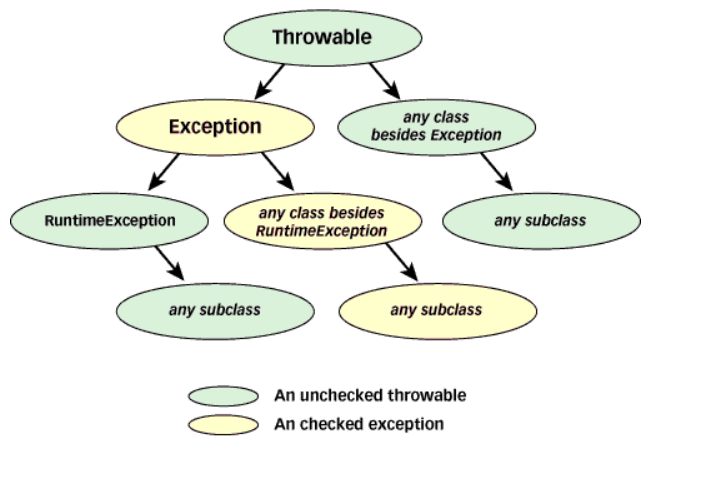 Throwable
Exception
any class
besides Exception
RuntimeException
any class besides
RuntimeException
any subclass
any subclass
any subclass
An unchecked throwable
An checked exception